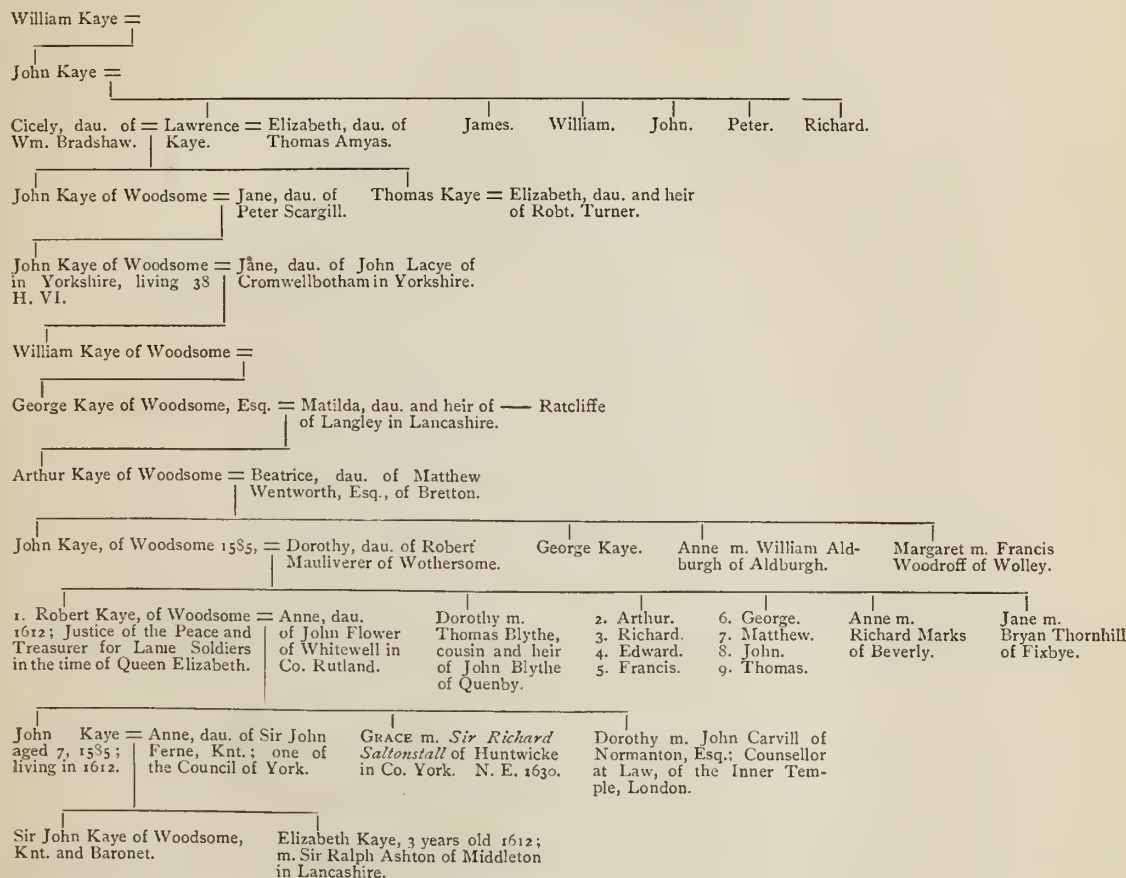 William Kaye =
John Kaye =
Cicely, dau. of = Lawrence = Elizabeth, dau. of James. William. John. Peter. Richard.
Wm. Bradshaw. Kaye. Thomas Amyas.
John Kaye of Woodsome = Jane, dau. of Thomas Kaye = Elizabeth, dau. and heir
Peter Scargill. of Robt. Turner.
John Kaye of Woodsome = Jane, dau. of John Lacye of
in Yorkshire, living 38 Cromwellbotham in Yorkshire.
H. VI.
William Kaye of Woodsome =
George Kaye of Woodsome, Esq. = Matilda, dau. and heir of — Ratcliffe
of Langley in Lancashire.
Arthur Kaye of Woodsome = Beatrice, dau. of Matthew
Wentworth, Esq., of Bretton.
John Kaye, of Woodsome 1585, = Dorothy, dau. of Robert George Kaye. Anne m. William Ald- Margaret m. Francis
Mauliverer of Wothersome. burgh of Aldburgh. Woodroff of Wolley.
1. Robert Kaye, of Woodsome = Anne, dau. Dorothy m. 2. Arthur. 6. George. Anne m. Jane m.
1612; Justice of the Peace and of John Flower Thomas Blythe, 3. Richard. 7. Matthew. Richard Marks Bryan Thornhill
Treasurer for Lame Soldiers of Whitewell in cousin and heir 4. Edward. 8. John. of Beverly. of Fixbye.
in the time of Queen Elizabeth. Co. Rutland. of John Blythe 5. Francis. 9. Thomas.
of Quenby.
John Kaye = Anne, dau. of Sir John GRACE m. Sir Richard Dorothy m. John Carvill of
aged 7, 1585; Ferne, Knt.; one of Saltonstall of Huntwicke Normanton, Esq.; Counsellor
living in 1612. the Council of York. in Co. York. N. E. 1630. at Law, of the Inner Tem-
ple, London.
Sir John Kaye of Woodsome, Elizabeth Kaye, 3 years old 1612;
Knt. and Baronet. m. Sir Ralph Ashton of Middleton
in Lancashire.